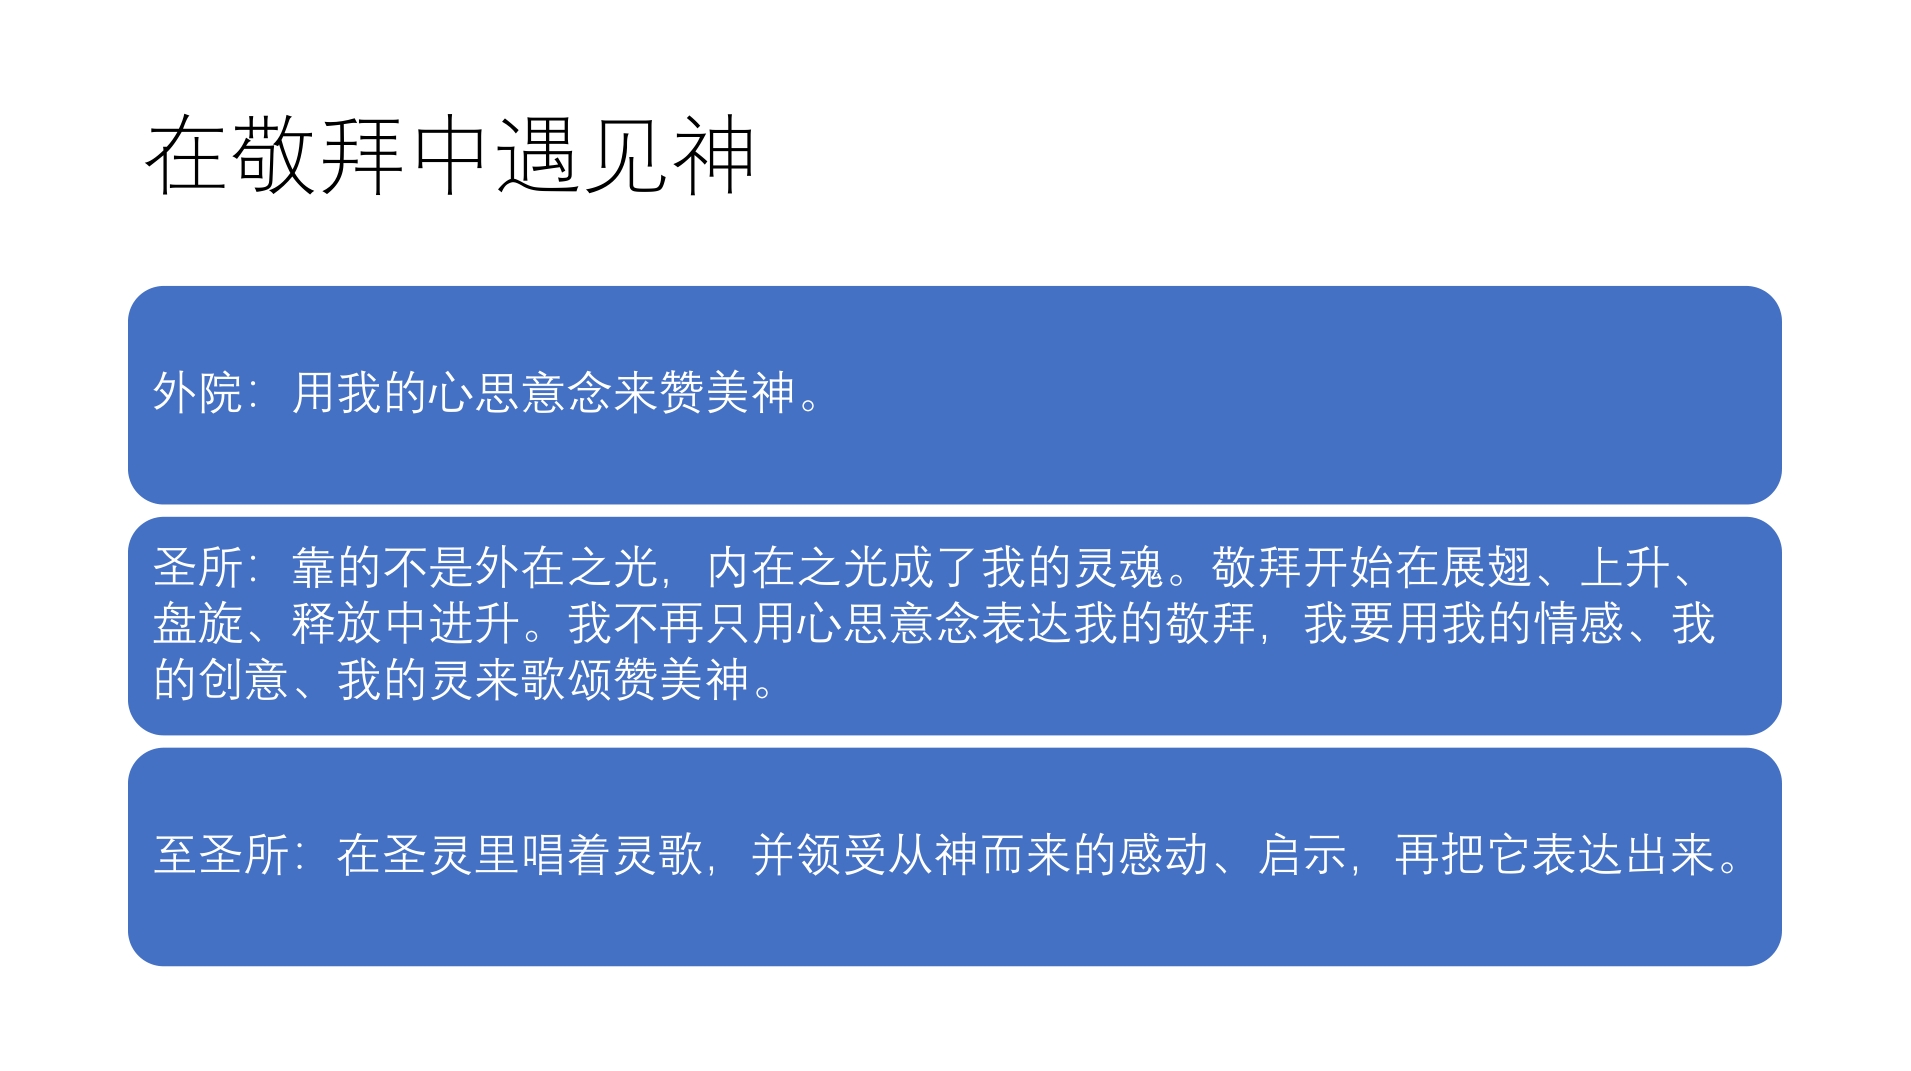 在敬拜中遇见神
外院：用我的心思意念来赞美神。
圣所：靠的不是外在之光，内在之光成了我的灵魂。敬拜开始在展翅、上升、
盘旋、释放中进升。我不再只用心思意念表达我的敬拜，我要用我的情感、我
的创意、我的灵来歌颂赞美神。
至圣所：在圣灵里唱着灵歌，并领受从神而来的感动、启示，再把它表达出来。